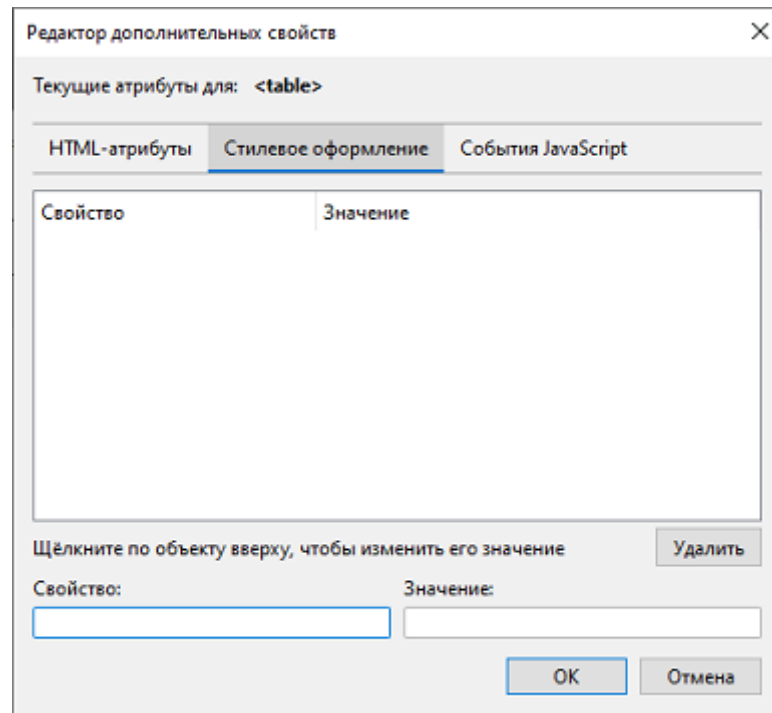 Редактор дополнительных свойств
Текущие атрибуты для: <table>
HTML-атрибуты Стилевое оформление События JavaScript
Свойство Значение
Щёлкните по объекту вверху, чтобы изменить его значение Удалить
Свойство: Значение:
OK Отмена